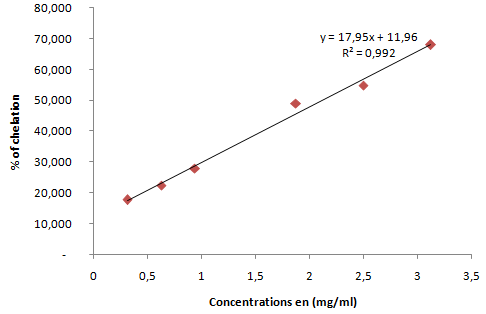 80,000
70,000
60,000
50,000
40,000
30,000
20,000
10,000
-
% of chelation
y = 17,95x + 11,96
R² = 0,992
0 0,5 1 1,5 2 2,5 3 3,5
Concentrations en (mg/ml)